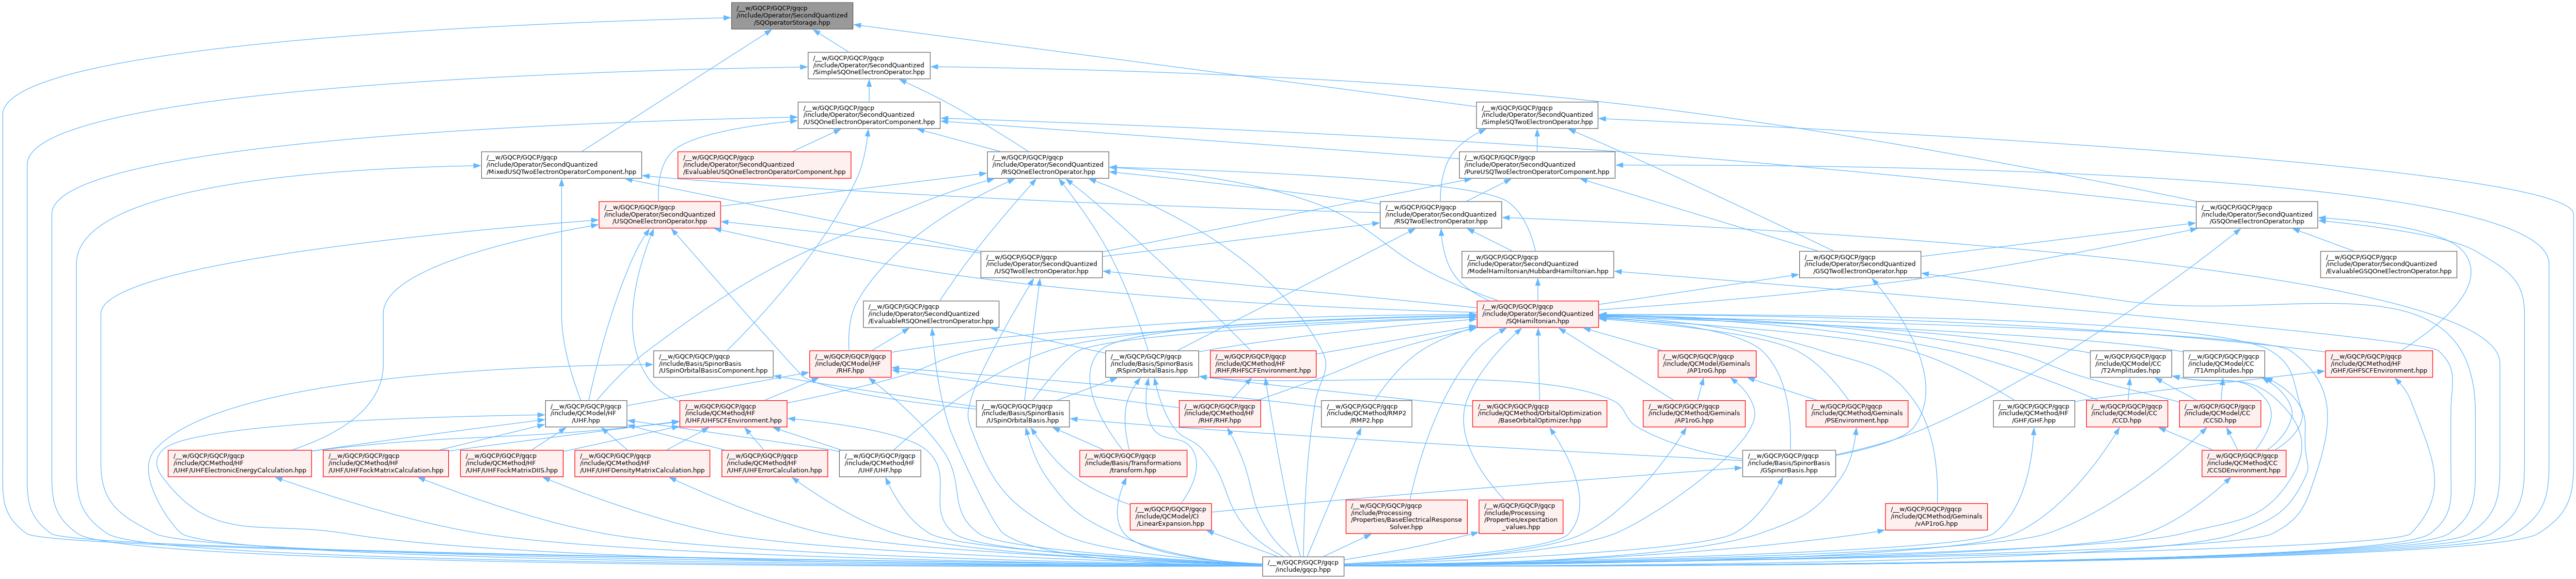 /__w/GQCP/GQCP/gqcp
/include/Operator/SecondQuantized
/SQOperatorStorage.hpp
/__w/GQCP/GQCP/gqcp
/include/Operator/SecondQuantized
/SimpleSQOneElectronOperator.hpp
/__w/GQCP/GQCP/gqcp
/include/Operator/SecondQuantized
/USQOneElectronOperatorComponent.hpp
/__w/GQCP/GQCP/gqcp
/include/Operator/SecondQuantized
/SimpleSQTwoElectronOperator.hpp
/__w/GQCP/GQCP/gqcp
/include/Operator/SecondQuantized
/MixedUSQTwoElectronOperatorComponent.hpp
/__w/GQCP/GQCP/gqcp
/include/Operator/SecondQuantized
/EvaluableUSQOneElectronOperatorComponent.hpp
/__w/GQCP/GQCP/gqcp
/include/Operator/SecondQuantized
/RSQOneElectronOperator.hpp
/__w/GQCP/GQCP/gqcp
/include/Operator/SecondQuantized
/PureUSQTwoElectronOperatorComponent.hpp
/__w/GQCP/GQCP/gqcp
/include/Operator/SecondQuantized
/USQOneElectronOperator.hpp
/__w/GQCP/GQCP/gqcp
/include/Operator/SecondQuantized
/RSQTwoElectronOperator.hpp
/__w/GQCP/GQCP/gqcp
/include/Operator/SecondQuantized
/GSQOneElectronOperator.hpp
/__w/GQCP/GQCP/gqcp
/include/Operator/SecondQuantized
/USQTwoElectronOperator.hpp
/__w/GQCP/GQCP/gqcp
/include/Operator/SecondQuantized
/ModelHamiltonian/HubbardHamiltonian.hpp
/__w/GQCP/GQCP/gqcp
/include/Operator/SecondQuantized
/GSQTwoElectronOperator.hpp
/__w/GQCP/GQCP/gqcp
/include/Operator/SecondQuantized
/EvaluableGSQOneElectronOperator.hpp
/__w/GQCP/GQCP/gqcp
/include/Operator/SecondQuantized
/EvaluableRSQOneElectronOperator.hpp
/__w/GQCP/GQCP/gqcp
/include/Operator/SecondQuantized
/SQHamiltonian.hpp
/__w/GQCP/GQCP/gqcp
/include/Basis/SpinorBasis
/USpinOrbitalBasisComponent.hpp
/__w/GQCP/GQCP/gqcp
/include/QCModel/HF
/RHF.hpp
/__w/GQCP/GQCP/gqcp
/include/Basis/SpinorBasis
/RSpinOrbitalBasis.hpp
/__w/GQCP/GQCP/gqcp
/include/QCMethod/HF
/RHF/RHFSCFEnvironment.hpp
/__w/GQCP/GQCP/gqcp
/include/QCModel/Geminals
/AP1roG.hpp
/__w/GQCP/GQCP/gqcp
/include/QCModel/CC
/T2Amplitudes.hpp
/__w/GQCP/GQCP/gqcp
/include/QCModel/CC
/T1Amplitudes.hpp
/__w/GQCP/GQCP/gqcp
/include/QCMethod/HF
/GHF/GHFSCFEnvironment.hpp
/__w/GQCP/GQCP/gqcp
/include/QCModel/HF
/UHF.hpp
/__w/GQCP/GQCP/gqcp
/include/QCMethod/HF
/UHF/UHFSCFEnvironment.hpp
/__w/GQCP/GQCP/gqcp
/include/Basis/SpinorBasis
/USpinOrbitalBasis.hpp
/__w/GQCP/GQCP/gqcp
/include/QCMethod/HF
/RHF/RHF.hpp
/__w/GQCP/GQCP/gqcp
/include/QCMethod/RMP2
/RMP2.hpp
/__w/GQCP/GQCP/gqcp
/include/QCMethod/OrbitalOptimization
/BaseOrbitalOptimizer.hpp
/__w/GQCP/GQCP/gqcp
/include/QCMethod/Geminals
/AP1roG.hpp
/__w/GQCP/GQCP/gqcp
/include/QCMethod/Geminals
/PSEnvironment.hpp
/__w/GQCP/GQCP/gqcp
/include/QCMethod/HF
/GHF/GHF.hpp
/__w/GQCP/GQCP/gqcp
/include/QCModel/CC
/CCD.hpp
/__w/GQCP/GQCP/gqcp
/include/QCModel/CC
/CCSD.hpp
/__w/GQCP/GQCP/gqcp
/include/QCMethod/HF
/UHF/UHFElectronicEnergyCalculation.hpp
/__w/GQCP/GQCP/gqcp
/include/QCMethod/HF
/UHF/UHFFockMatrixCalculation.hpp
/__w/GQCP/GQCP/gqcp
/include/QCMethod/HF
/UHF/UHFFockMatrixDIIS.hpp
/__w/GQCP/GQCP/gqcp
/include/QCMethod/HF
/UHF/UHFDensityMatrixCalculation.hpp
/__w/GQCP/GQCP/gqcp
/include/QCMethod/HF
/UHF/UHFErrorCalculation.hpp
/__w/GQCP/GQCP/gqcp
/include/QCMethod/HF
/UHF/UHF.hpp
/__w/GQCP/GQCP/gqcp
/include/Basis/Transformations
/transform.hpp
/__w/GQCP/GQCP/gqcp
/include/Basis/SpinorBasis
/GSpinorBasis.hpp
/__w/GQCP/GQCP/gqcp
/include/QCMethod/CC
/CCSDEnvironment.hpp
/__w/GQCP/GQCP/gqcp
/include/QCModel/CI
/LinearExpansion.hpp
/__w/GQCP/GQCP/gqcp
/include/Processing
/Properties/BaseElectricalResponse
Solver.hpp
/__w/GQCP/GQCP/gqcp
/include/Processing
/Properties/expectation
_values.hpp
/__w/GQCP/GQCP/gqcp
/include/QCMethod/Geminals
/vAP1roG.hpp
/__w/GQCP/GQCP/gqcp
/include/gqcp.hpp